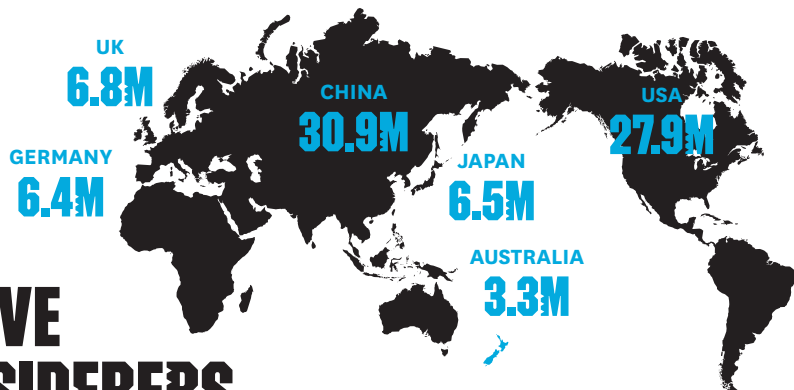 UK
6.8M
CHINA
30.9M
USA
27.9M
GERMANY
6.4M
JAPAN
6.5M
AUSTRALIA
3.3M